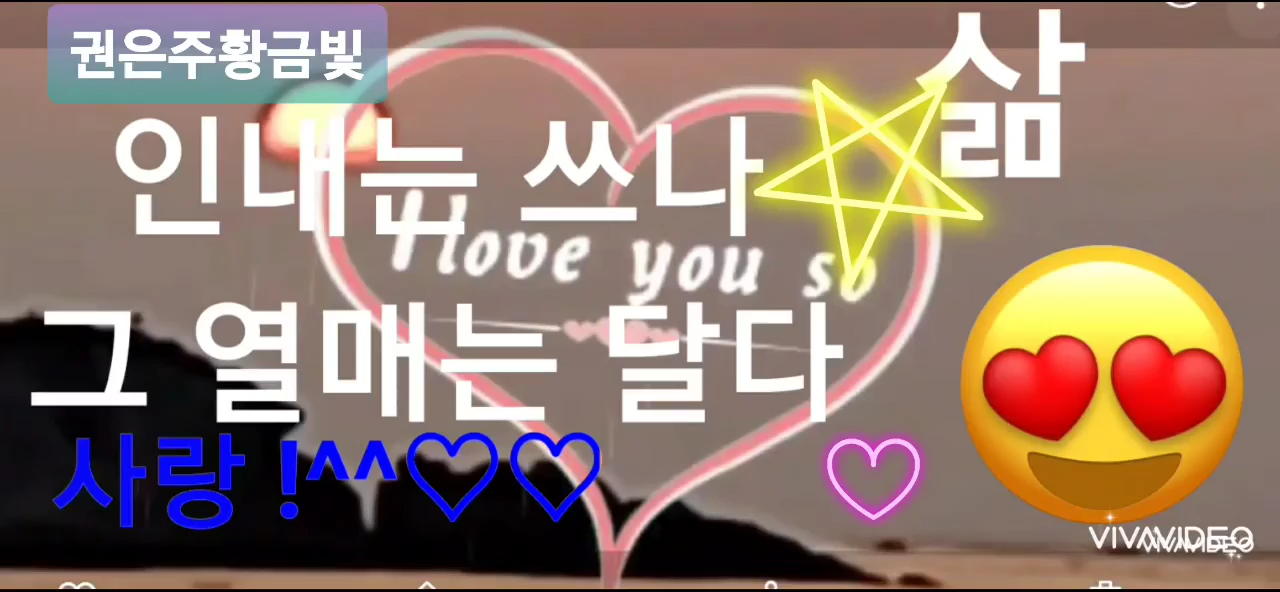 권은주황금빛
삶
인내는 쓰나
I love you so
그 열매는 달다
사랑 !^^♡♡
VIVAVIDEO
VIVAVIDEO